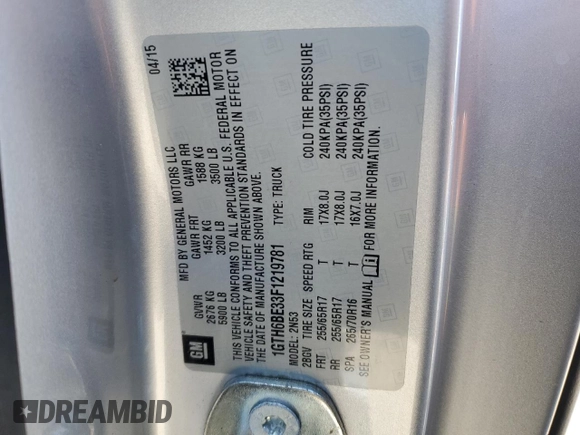 MFD BY GENERAL MOTORS LLC
04/15
GVWR GAWR FRT GAWR RR
2676 KG 1452 KG 1588 KG
5900 LB 3200 LB 3500 LB
THIS VEHICLE CONFORMS TO ALL APPLICABLE U.S. FEDERAL MOTOR
VEHICLE SAFETY AND THEFT PREVENTION STANDARDS IN EFFECT ON
THE DATE OF MANUFACTURE SHOWN ABOVE.
GM
1GTH6BE33F1219781 TYPE: TRUCK
MODEL: 2N53
2BGV TIRE SIZE SPEED RTG RIM COLD TIRE PRESSURE
FRT 255/65R17 T 17X8.0J 240KPA(35PSI)
RR 255/65R17 T 17X8.0J 240KPA(35PSI)
SPA 265/70R16 T 16X7.0J 240KPA(35PSI)
SEE OWNER'S MANUAL FOR MORE INFORMATION.
DREAMBID